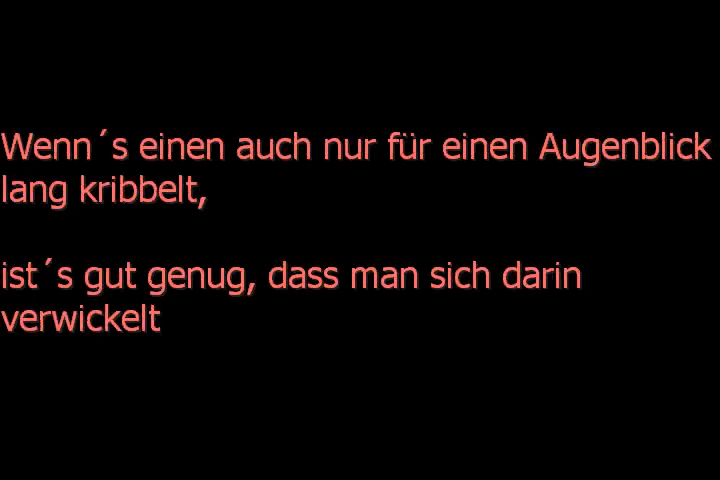 Wenn´s einen auch nur für einen Augenblick
lang kribbelt,
ist´s gut genug, dass man sich darin
verwickelt